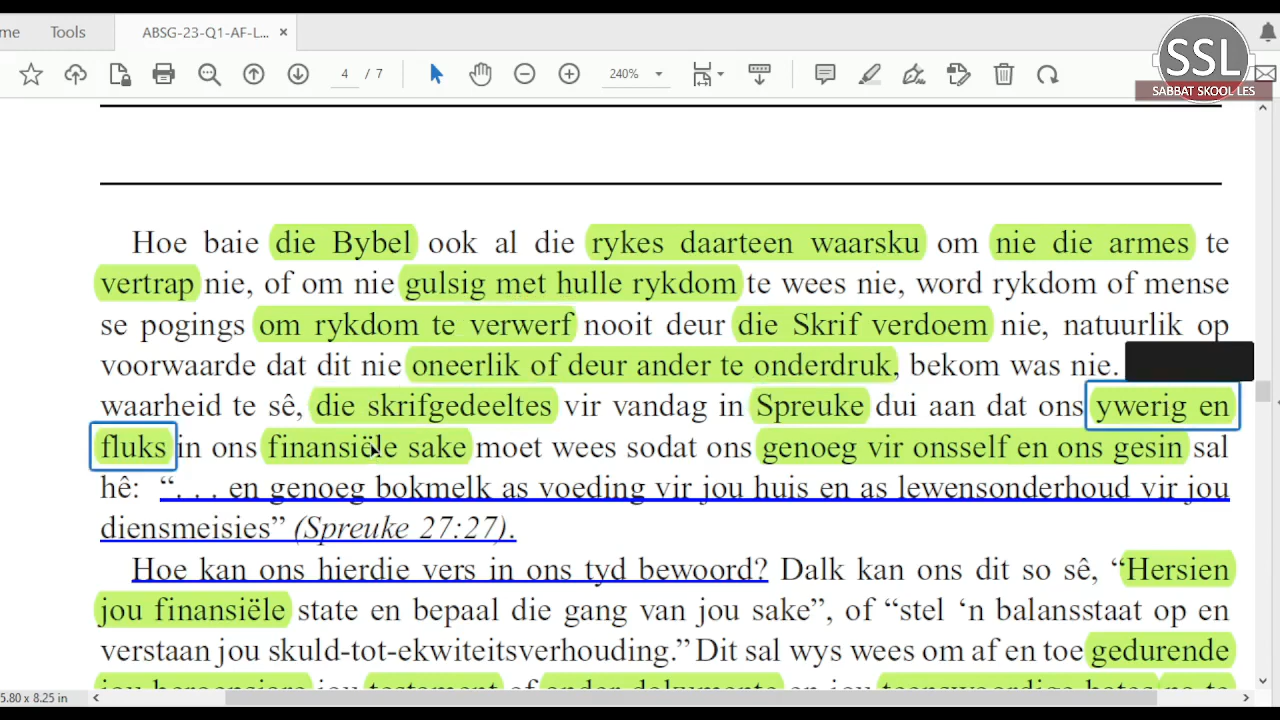 me Tools ABSG-23-Q1-AF-L... ×
4 / 7 240%
SSL
SABBAT SKOOL LES
Hoe baie die Bybel ook al die rykes daarteen waarsku om nie die armes te
vertrap nie, of om nie gulsig met hulle rykdom te wees nie, word rykdom of mense
se pogings om rykdom te verwerf nooit deur die Skrif verdoem nie, natuurlik op
voorwaarde dat dit nie oneerlik of deur ander te onderdruk, bekom was nie.
waarheid te sê, die skrifgedeeltes vir vandag in Spreuke dui aan dat ons ywerig en
fluks in ons finansiële sake moet wees sodat ons genoeg vir onsself en ons gesin sal
hê: “. . . en genoeg bokmelk as voeding vir jou huis en as lewensonderhoud vir jou
diensmeisies” (Spreuke 27:27).
Hoe kan ons hierdie vers in ons tyd bewoord? Dalk kan ons dit so sê, “Hersien
jou finansiële state en bepaal die gang van jou sake”, of “stel ‘n balansstaat op en
verstaan jou skuld-tot-ekwiteitsverhouding.” Dit sal wys wees om af en toe gedurende
5.80 x 8.25 in